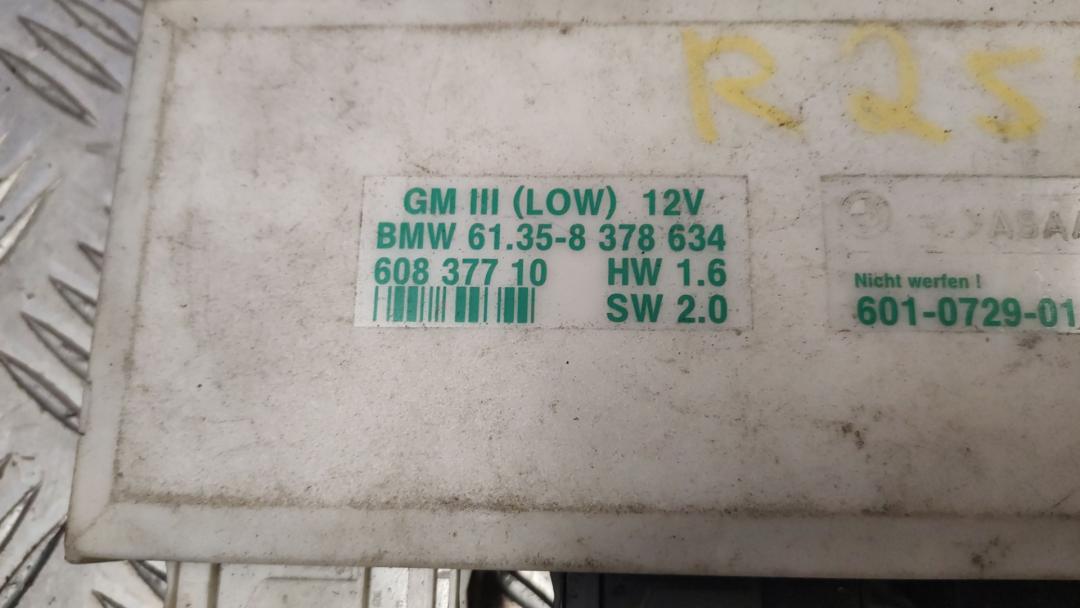 R 25
GM III (LOW) 12V
BMW 61.35-8 378 634
608 377 10 HW 1.6
SW 2.0
Nicht werfen !
601-0729-01